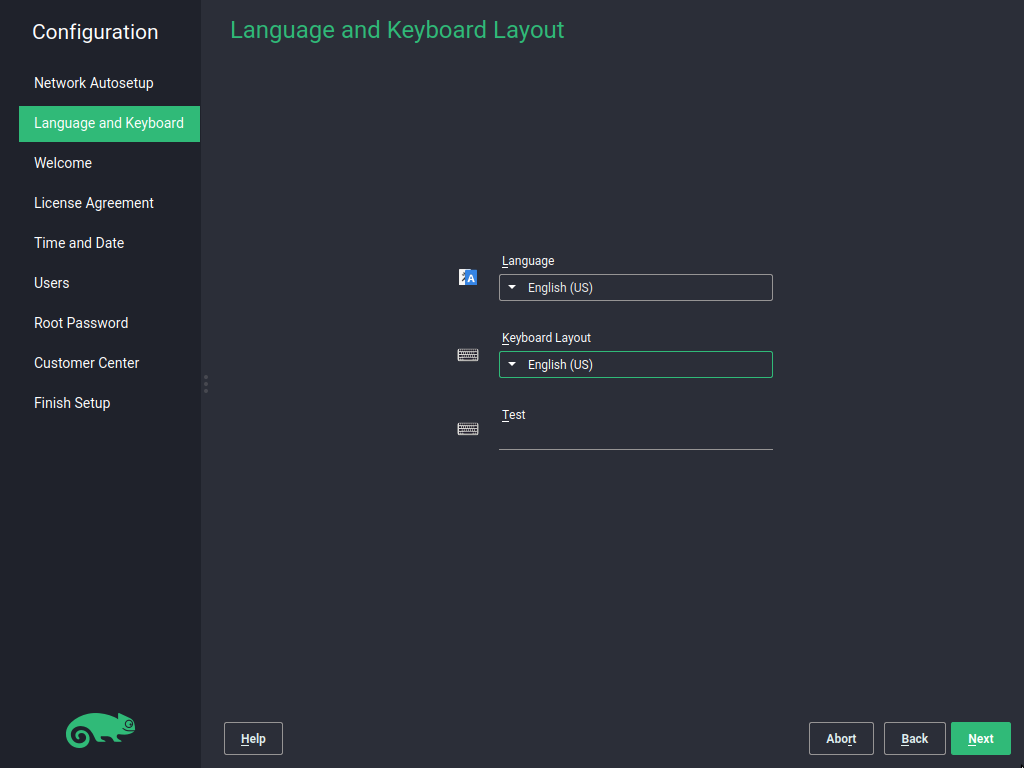 Configuration
Network Autosetup
Language and Keyboard
Welcome
License Agreement
Time and Date
Users
Root Password
Customer Center
Finish Setup
Language and Keyboard Layout
Language
English (US)
Keyboard Layout
English (US)
Test
Help
Abort
Back
Next